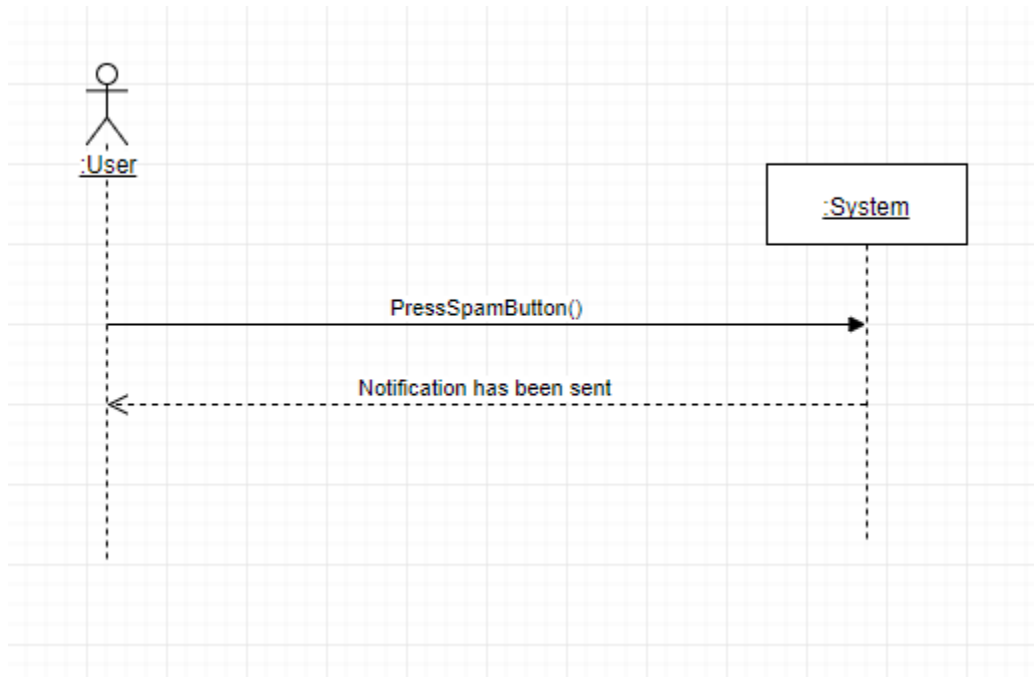 :User
:System
PressSpamButton()
Notification has been sent